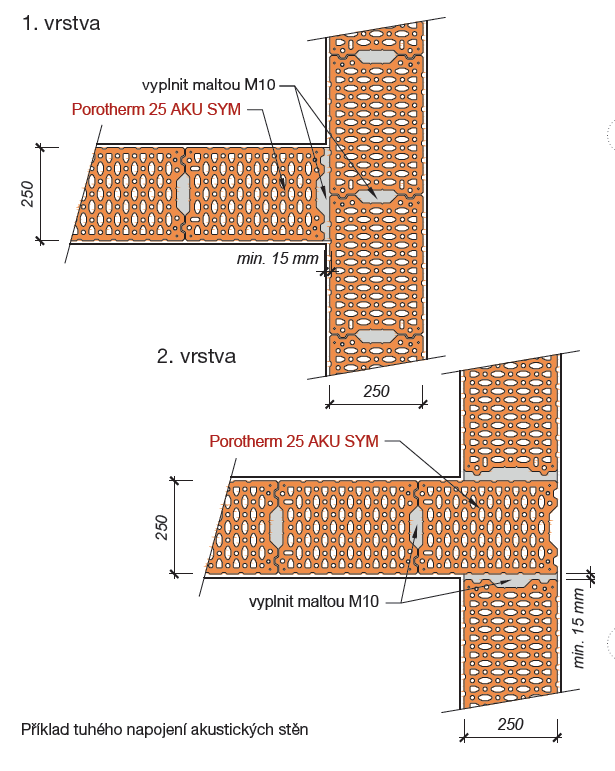 1. vrstva
vyplnit maltou M10
Porotherm 25 AKU SYM
250
min. 15 mm
2. vrstva
250
Porotherm 25 AKU SYM
250
vyplnit maltou M10
min. 15 mm
250
Příklad tuhého napojení akustických stěn